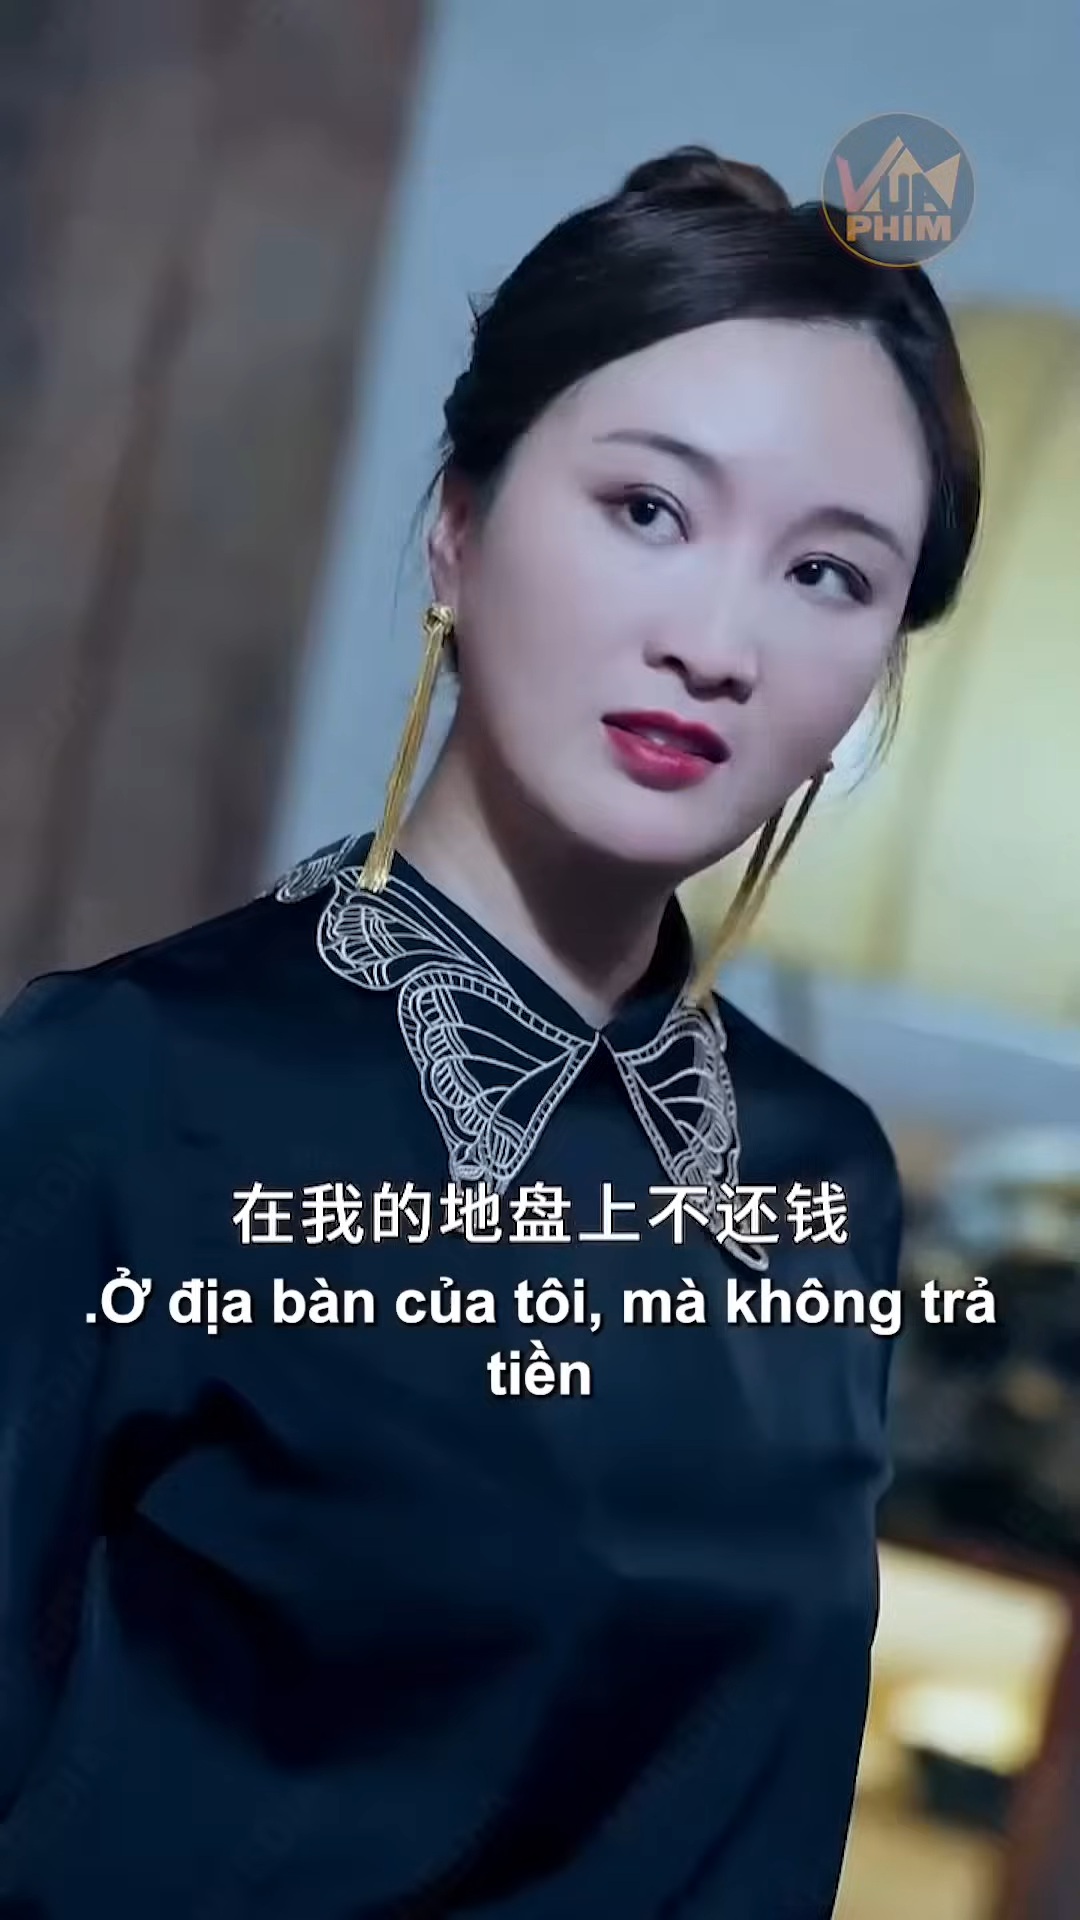 VUA
PHIM
在我的地盘上不还钱
.Ở địa bàn của tôi, mà không trả
tiền